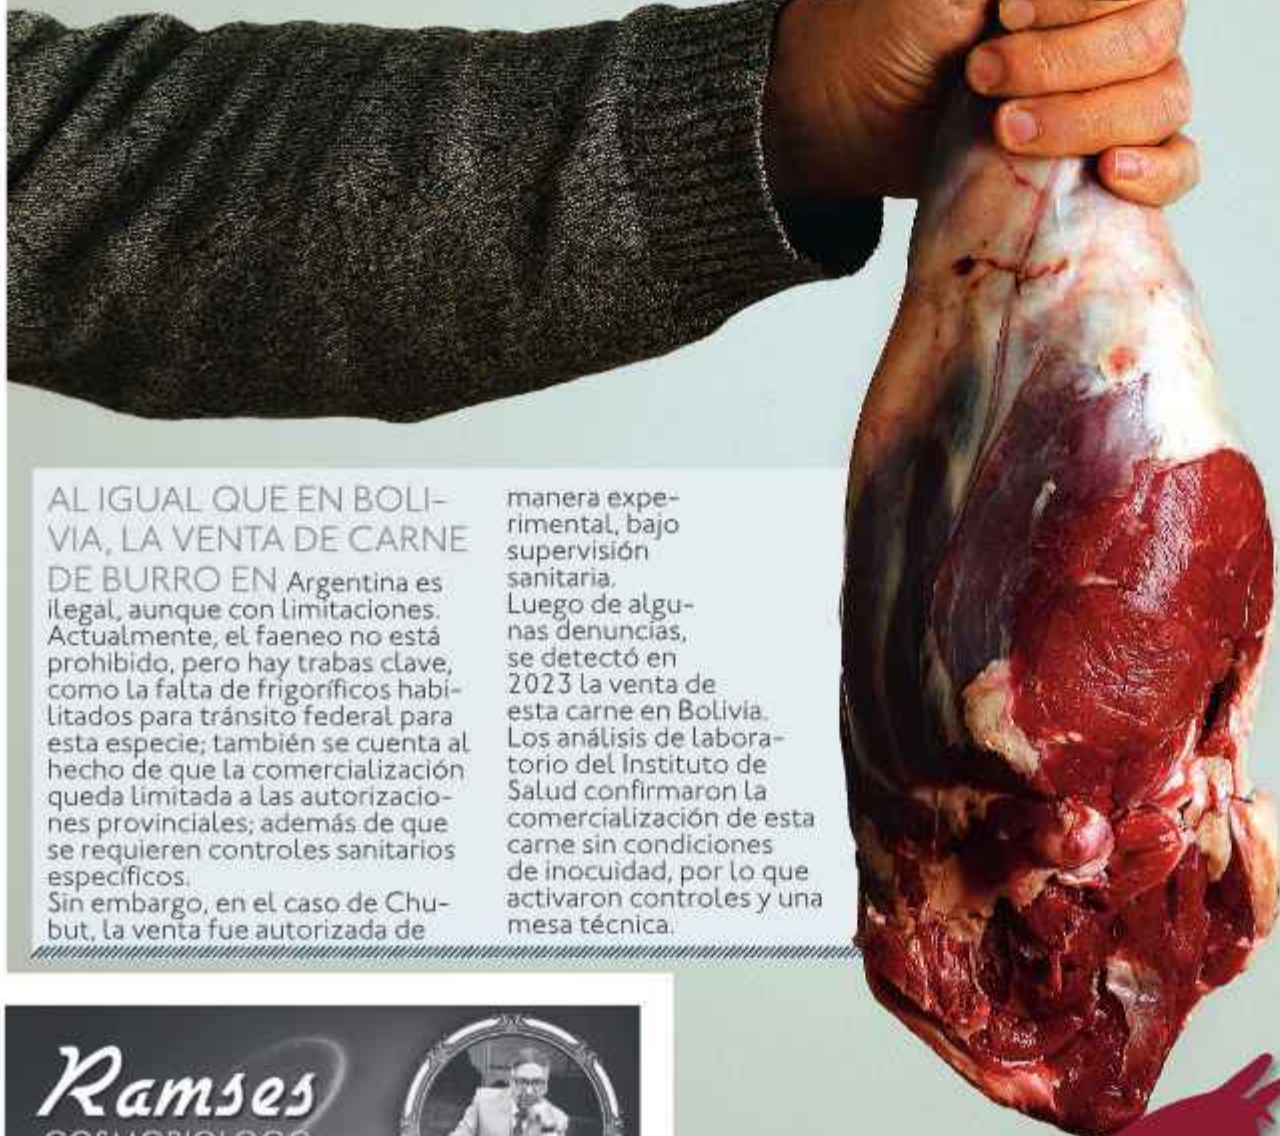 AL IGUAL QUE EN BOLI-
VIA, LA VENTA DE CARNE
DE BURRO EN Argentina es
ilegal, aunque con limitaciones.
Actualmente, el faeneo no está
prohibido, pero hay trabas clave,
como la falta de frigoríficos habi-
litados para tránsito federal para
esta especie; también se cuenta al
hecho de que la comercialización
queda limitada a las autorizacio-
nes provinciales; además de que
se requieren controles sanitarios
específicos.
Sin embargo, en el caso de Chu-
but, la venta fue autorizada de
manera expe-
rimental, bajo
supervisión
sanitaria.
Luego de algu-
nas denuncias,
se detectó en
2023 la venta de
esta carne en Bolivia.
Los análisis de labora-
torio del Instituto de
Salud confirmaron la
comercialización de esta
carne sin condiciones
de inocuidad, por lo que
activaron controles y una
mesa técnica.
Ramses
COSMOBIOLOGO